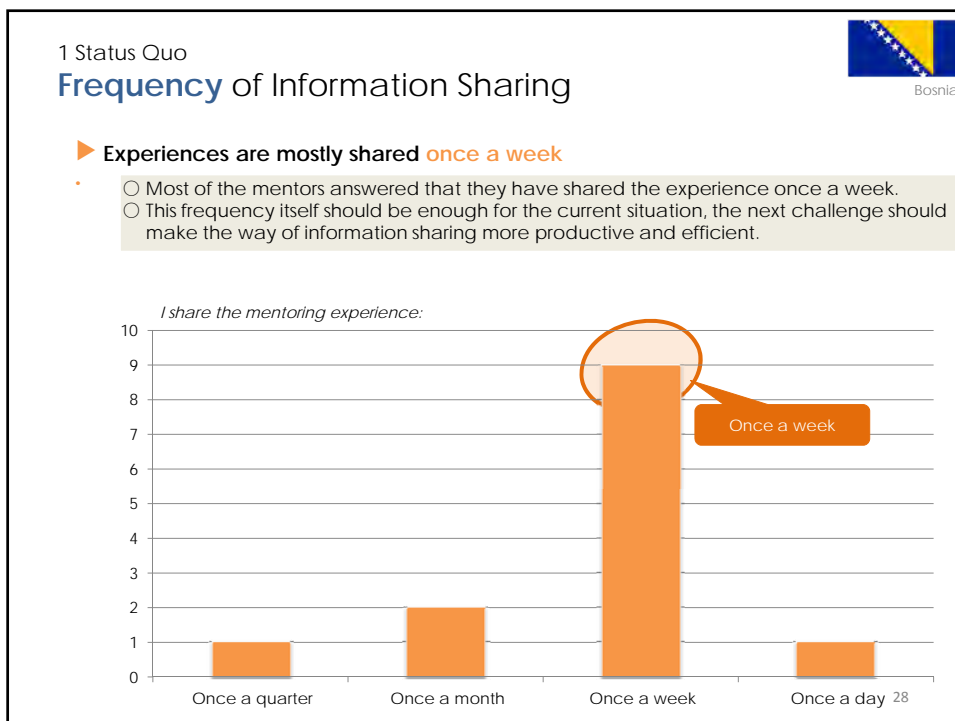 1 Status Quo
Frequency of Information Sharing
Bosnia
Experiences are mostly shared once a week
○ Most of the mentors answered that they have shared the experience once a week.
○ This frequency itself should be enough for the current situation, the next challenge should
make the way of information sharing more productive and efficient.
I share the mentoring experience:
10
9
8
7
6
5
4
3
2
1
0
Once a week
Once a quarter
Once a month
Once a week
Once a day
28